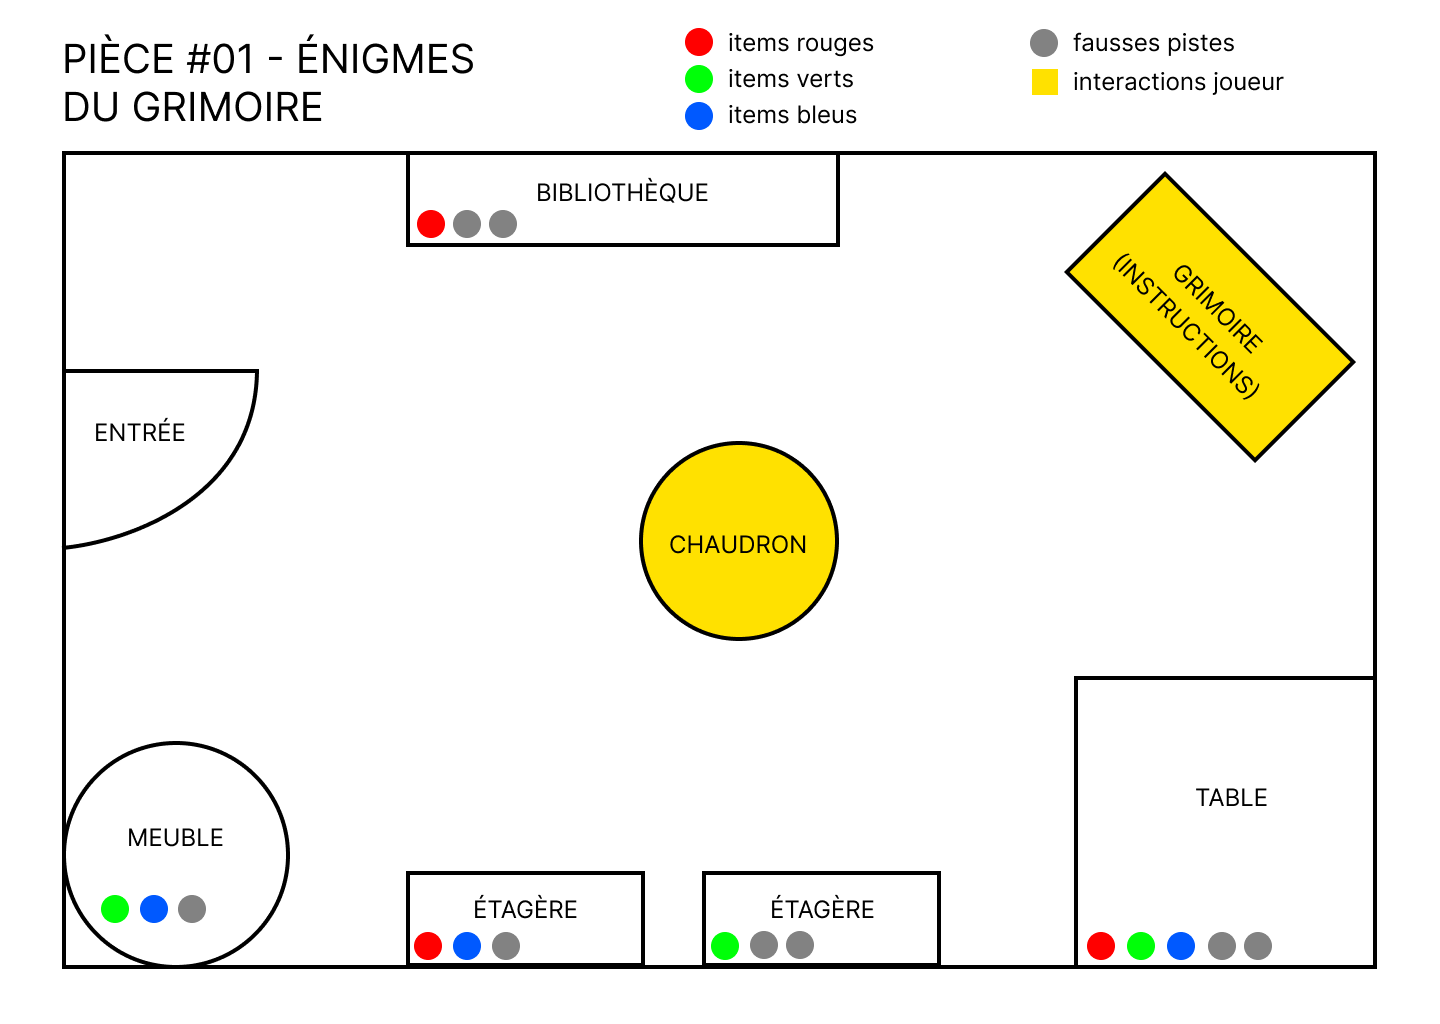 PIÈCE #01 - ÉNIGMES
DU GRIMOIRE
items rouges
items verts
items bleus
fausses pistes
interactions joueur
BIBLIOTHÈQUE
GRIMOIRE
(INSTRUCTIONS)
ENTRÉE
CHAUDRON
TABLE
MEUBLE
ÉTAGÈRE
ÉTAGÈRE